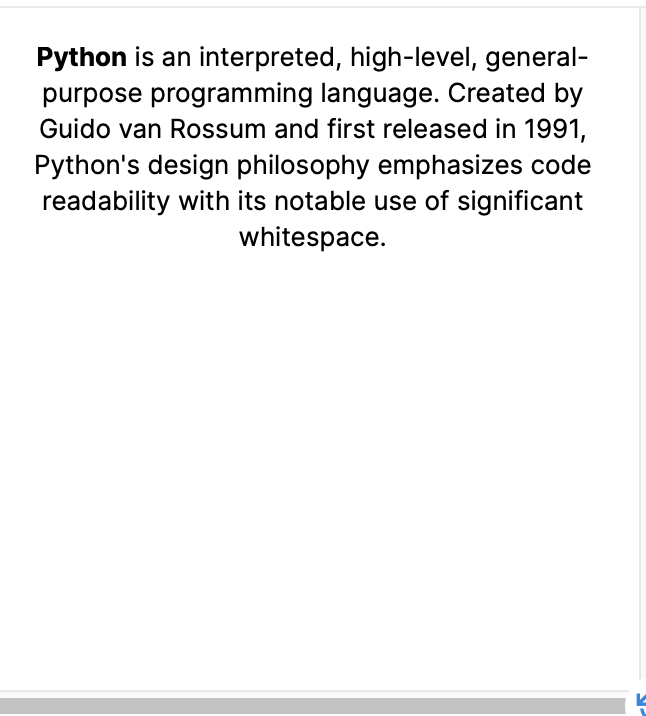 Python is an interpreted, high-level, general-
purpose programming language. Created by
Guido van Rossum and first released in 1991,
Python's design philosophy emphasizes code
readability with its notable use of significant
whitespace.